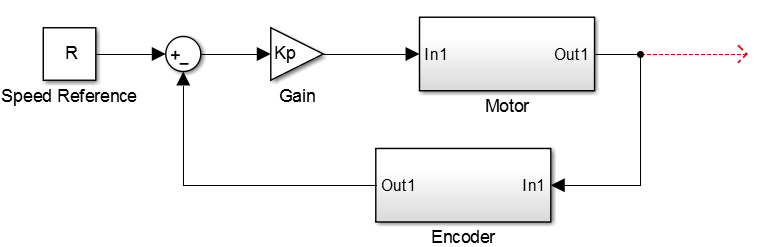 R
Speed Reference
+
−
Kp
Gain
In1
Out1
Motor
Out1
In1
Encoder